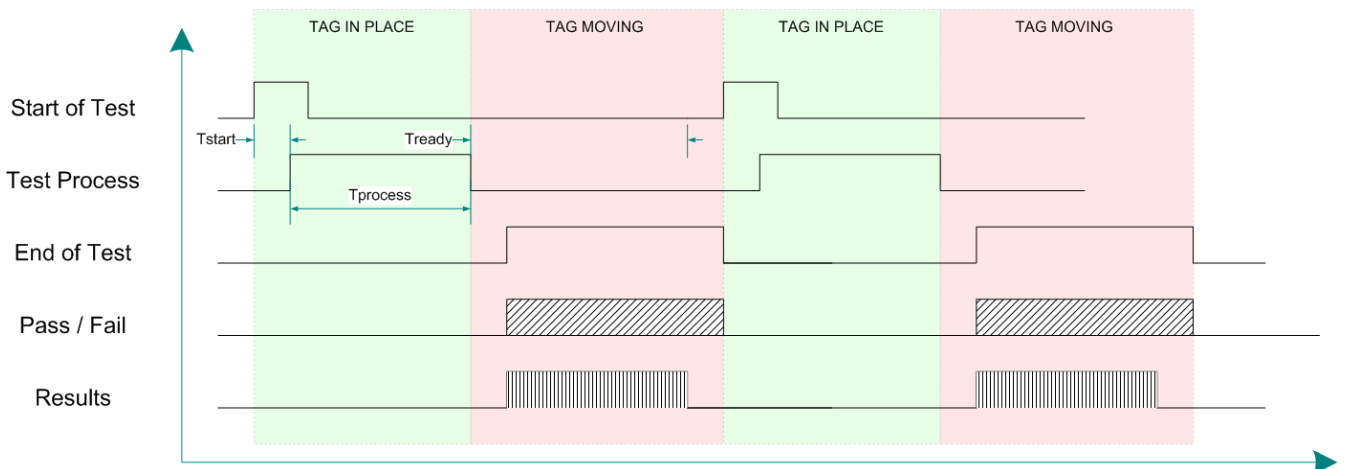 TAG IN PLACE TAG MOVING TAG IN PLACE TAG MOVING
Start of Test
Tstart Tready
Test Process
Tprocess
End of Test
Pass / Fail
Results